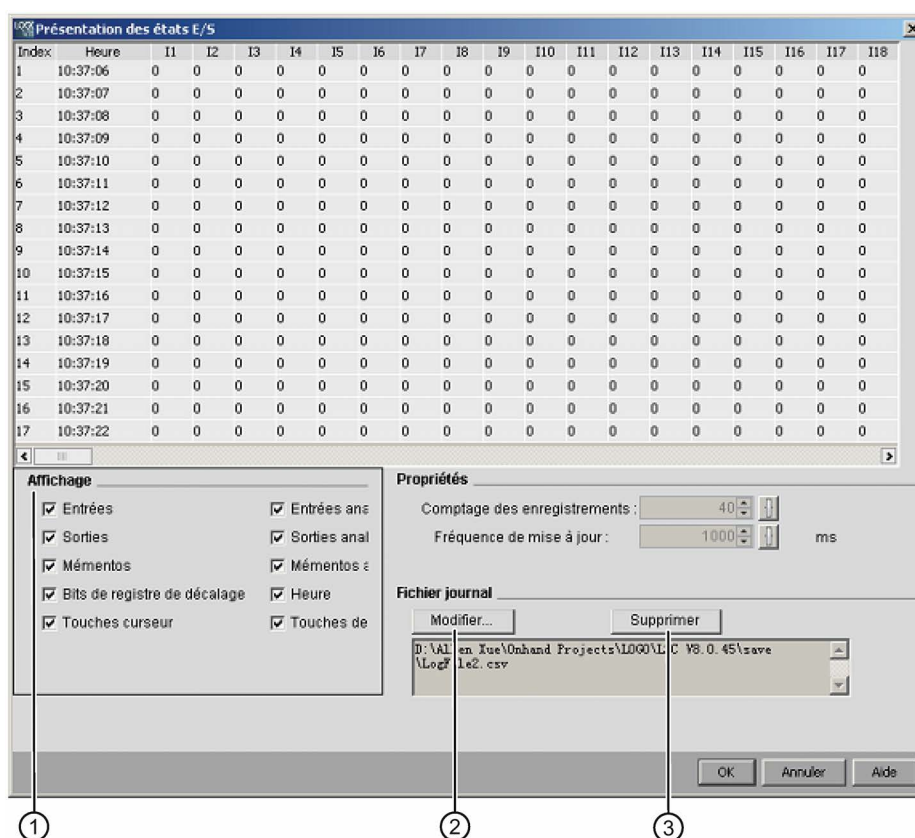 Présentation des états E/S
Index Heure I1 I2 I3 I4 I5 I6 I7 I8 I9 I10 I11 I12 I13 I14 I15 I16 I17 I18
1 10:37:06 0 0 0 0 0 0 0 0 0 0 0 0 0 0 0 0 0 0
2 10:37:07 0 0 0 0 0 0 0 0 0 0 0 0 0 0 0 0 0 0
3 10:37:08 0 0 0 0 0 0 0 0 0 0 0 0 0 0 0 0 0 0
4 10:37:09 0 0 0 0 0 0 0 0 0 0 0 0 0 0 0 0 0 0
5 10:37:10 0 0 0 0 0 0 0 0 0 0 0 0 0 0 0 0 0 0
6 10:37:11 0 0 0 0 0 0 0 0 0 0 0 0 0 0 0 0 0 0
7 10:37:12 0 0 0 0 0 0 0 0 0 0 0 0 0 0 0 0 0 0
8 10:37:13 0 0 0 0 0 0 0 0 0 0 0 0 0 0 0 0 0 0
9 10:37:14 0 0 0 0 0 0 0 0 0 0 0 0 0 0 0 0 0 0
10 10:37:15 0 0 0 0 0 0 0 0 0 0 0 0 0 0 0 0 0 0
11 10:37:16 0 0 0 0 0 0 0 0 0 0 0 0 0 0 0 0 0 0
12 10:37:17 0 0 0 0 0 0 0 0 0 0 0 0 0 0 0 0 0 0
13 10:37:18 0 0 0 0 0 0 0 0 0 0 0 0 0 0 0 0 0 0
14 10:37:19 0 0 0 0 0 0 0 0 0 0 0 0 0 0 0 0 0 0
15 10:37:20 0 0 0 0 0 0 0 0 0 0 0 0 0 0 0 0 0 0
16 10:37:21 0 0 0 0 0 0 0 0 0 0 0 0 0 0 0 0 0 0
17 10:37:22 0 0 0 0 0 0 0 0 0 0 0 0 0 0 0 0 0 0
Affichage
Entrées Entrées ana
Sorties Sorties anal
Mémentos Mémentos a
Bits de registre de décalage Heure
Touches curseur Touches de
Propriétés
Comptage des enregistrements : 40
Fréquence de mise à jour : 1000 ms
Fichier journal
Modifier... Supprimer
Xue\Onhand Projects\LOGO\ V8.0.45\save
OK Annuler Aide
1 2 3